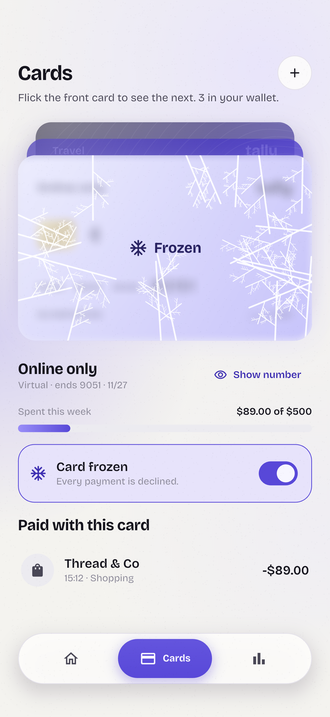 Cards
Flick the front card to see the next. 3 in your wallet.
Travel
tally
Frozen
Online only
Virtual · ends 9051 · 11/27
Show number
Spent this week
$89.00 of $500
Card frozen
Every payment is declined.
Paid with this card
Thread & Co
15:12 · Shopping
-$89.00
Cards